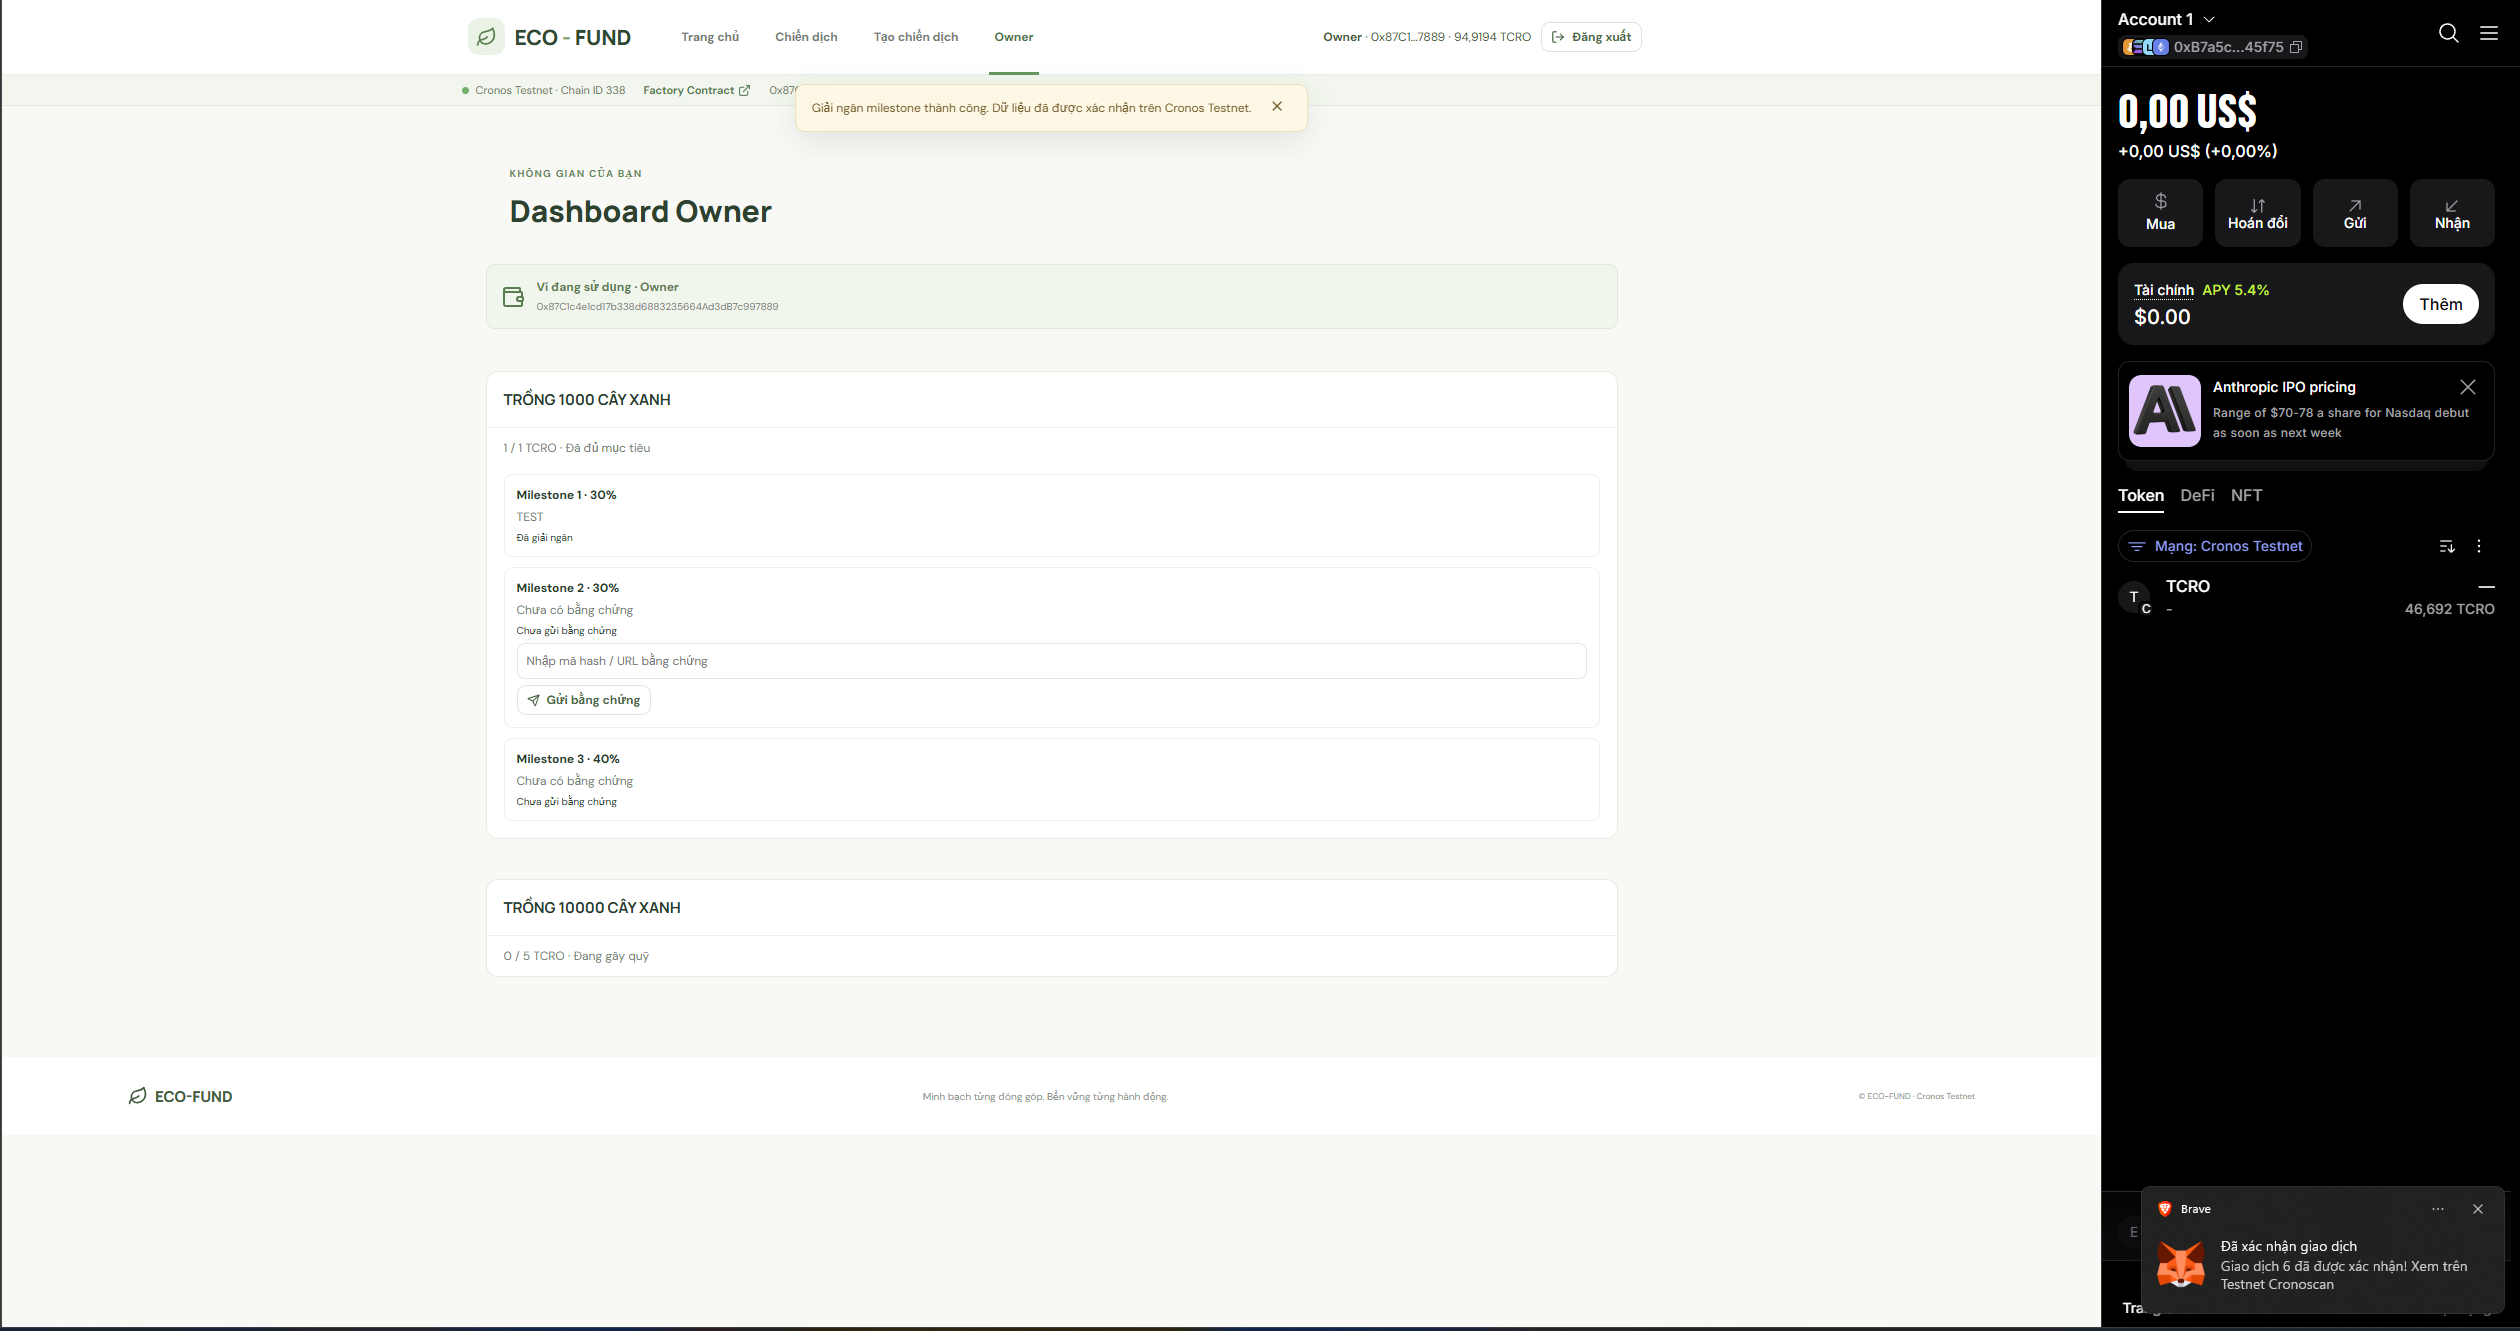 ECO - FUND
Trang chủ
Chiến dịch
Tạo chiến dịch
Owner
Owner · 0x87C1...7889 · 94,9194 TCRO
Đăng xuất
Cronos Testnet · Chain ID 338
Factory Contract
Giải ngân milestone thành công. Dữ liệu đã được xác nhận trên Cronos Testnet.
KHÔNG GIAN CỦA BẠN
Dashboard Owner
Ví đang sử dụng · Owner
0x87C1c4e1cd17b338d6883235664Ad3dB7c997889
TRỒNG 1000 CÂY XANH
1 / 1 TCRO · Đã đủ mục tiêu
Milestone 1 · 30%
TEST
Đã giải ngân
Milestone 2 · 30%
Chưa có bằng chứng
Chưa gửi bằng chứng
Nhập mã hash / URL bằng chứng
Gửi bằng chứng
Milestone 3 · 40%
Chưa có bằng chứng
Chưa gửi bằng chứng
TRỒNG 10000 CÂY XANH
0 / 5 TCRO · Đang gây quỹ
ECO-FUND
Minh bạch từng đóng góp. Bền vững từng hành động.
© ECO-FUND · Cronos Testnet
Account 1
0xB7a5c...45f75
0,00 US$
+0,00 US$ (+0,00%)
Mua
Hoán đổi
Gửi
Nhận
Tài chính APY 5.4%
$0.00
Thêm
Anthropic IPO pricing
Range of $70-78 a share for Nasdaq debut
as soon as next week
Token
DeFi
NFT
Mạng: Cronos Testnet
T
C
TCRO
-
46,692 TCRO
Brave
Đã xác nhận giao dịch
Giao dịch 6 đã được xác nhận! Xem trên
Testnet Cronoscan